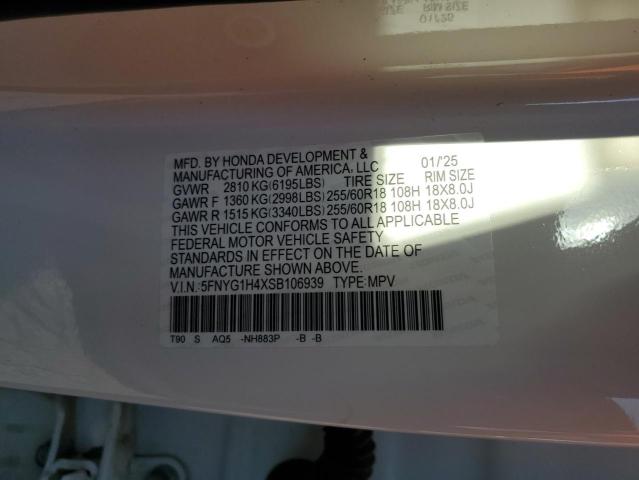 MFD. BY HONDA DEVELOPMENT &
MANUFACTURING OF AMERICA, LLC 01/'25
GVWR 2810 KG(6195LBS) TIRE SIZE RIM SIZE
GAWR F 1360 KG(2998LBS) 255/60R18 108H 18X8.0J
GAWR R 1515 KG(3340LBS) 255/60R18 108H 18X8.0J
THIS VEHICLE CONFORMS TO ALL APPLICABLE
FEDERAL MOTOR VEHICLE SAFETY
STANDARDS IN EFFECT ON THE DATE OF
MANUFACTURE SHOWN ABOVE.
V.I.N.:5FNYG1H4XSB106939 TYPE:MPV
T90 S AQ5 -NH883P -B -B